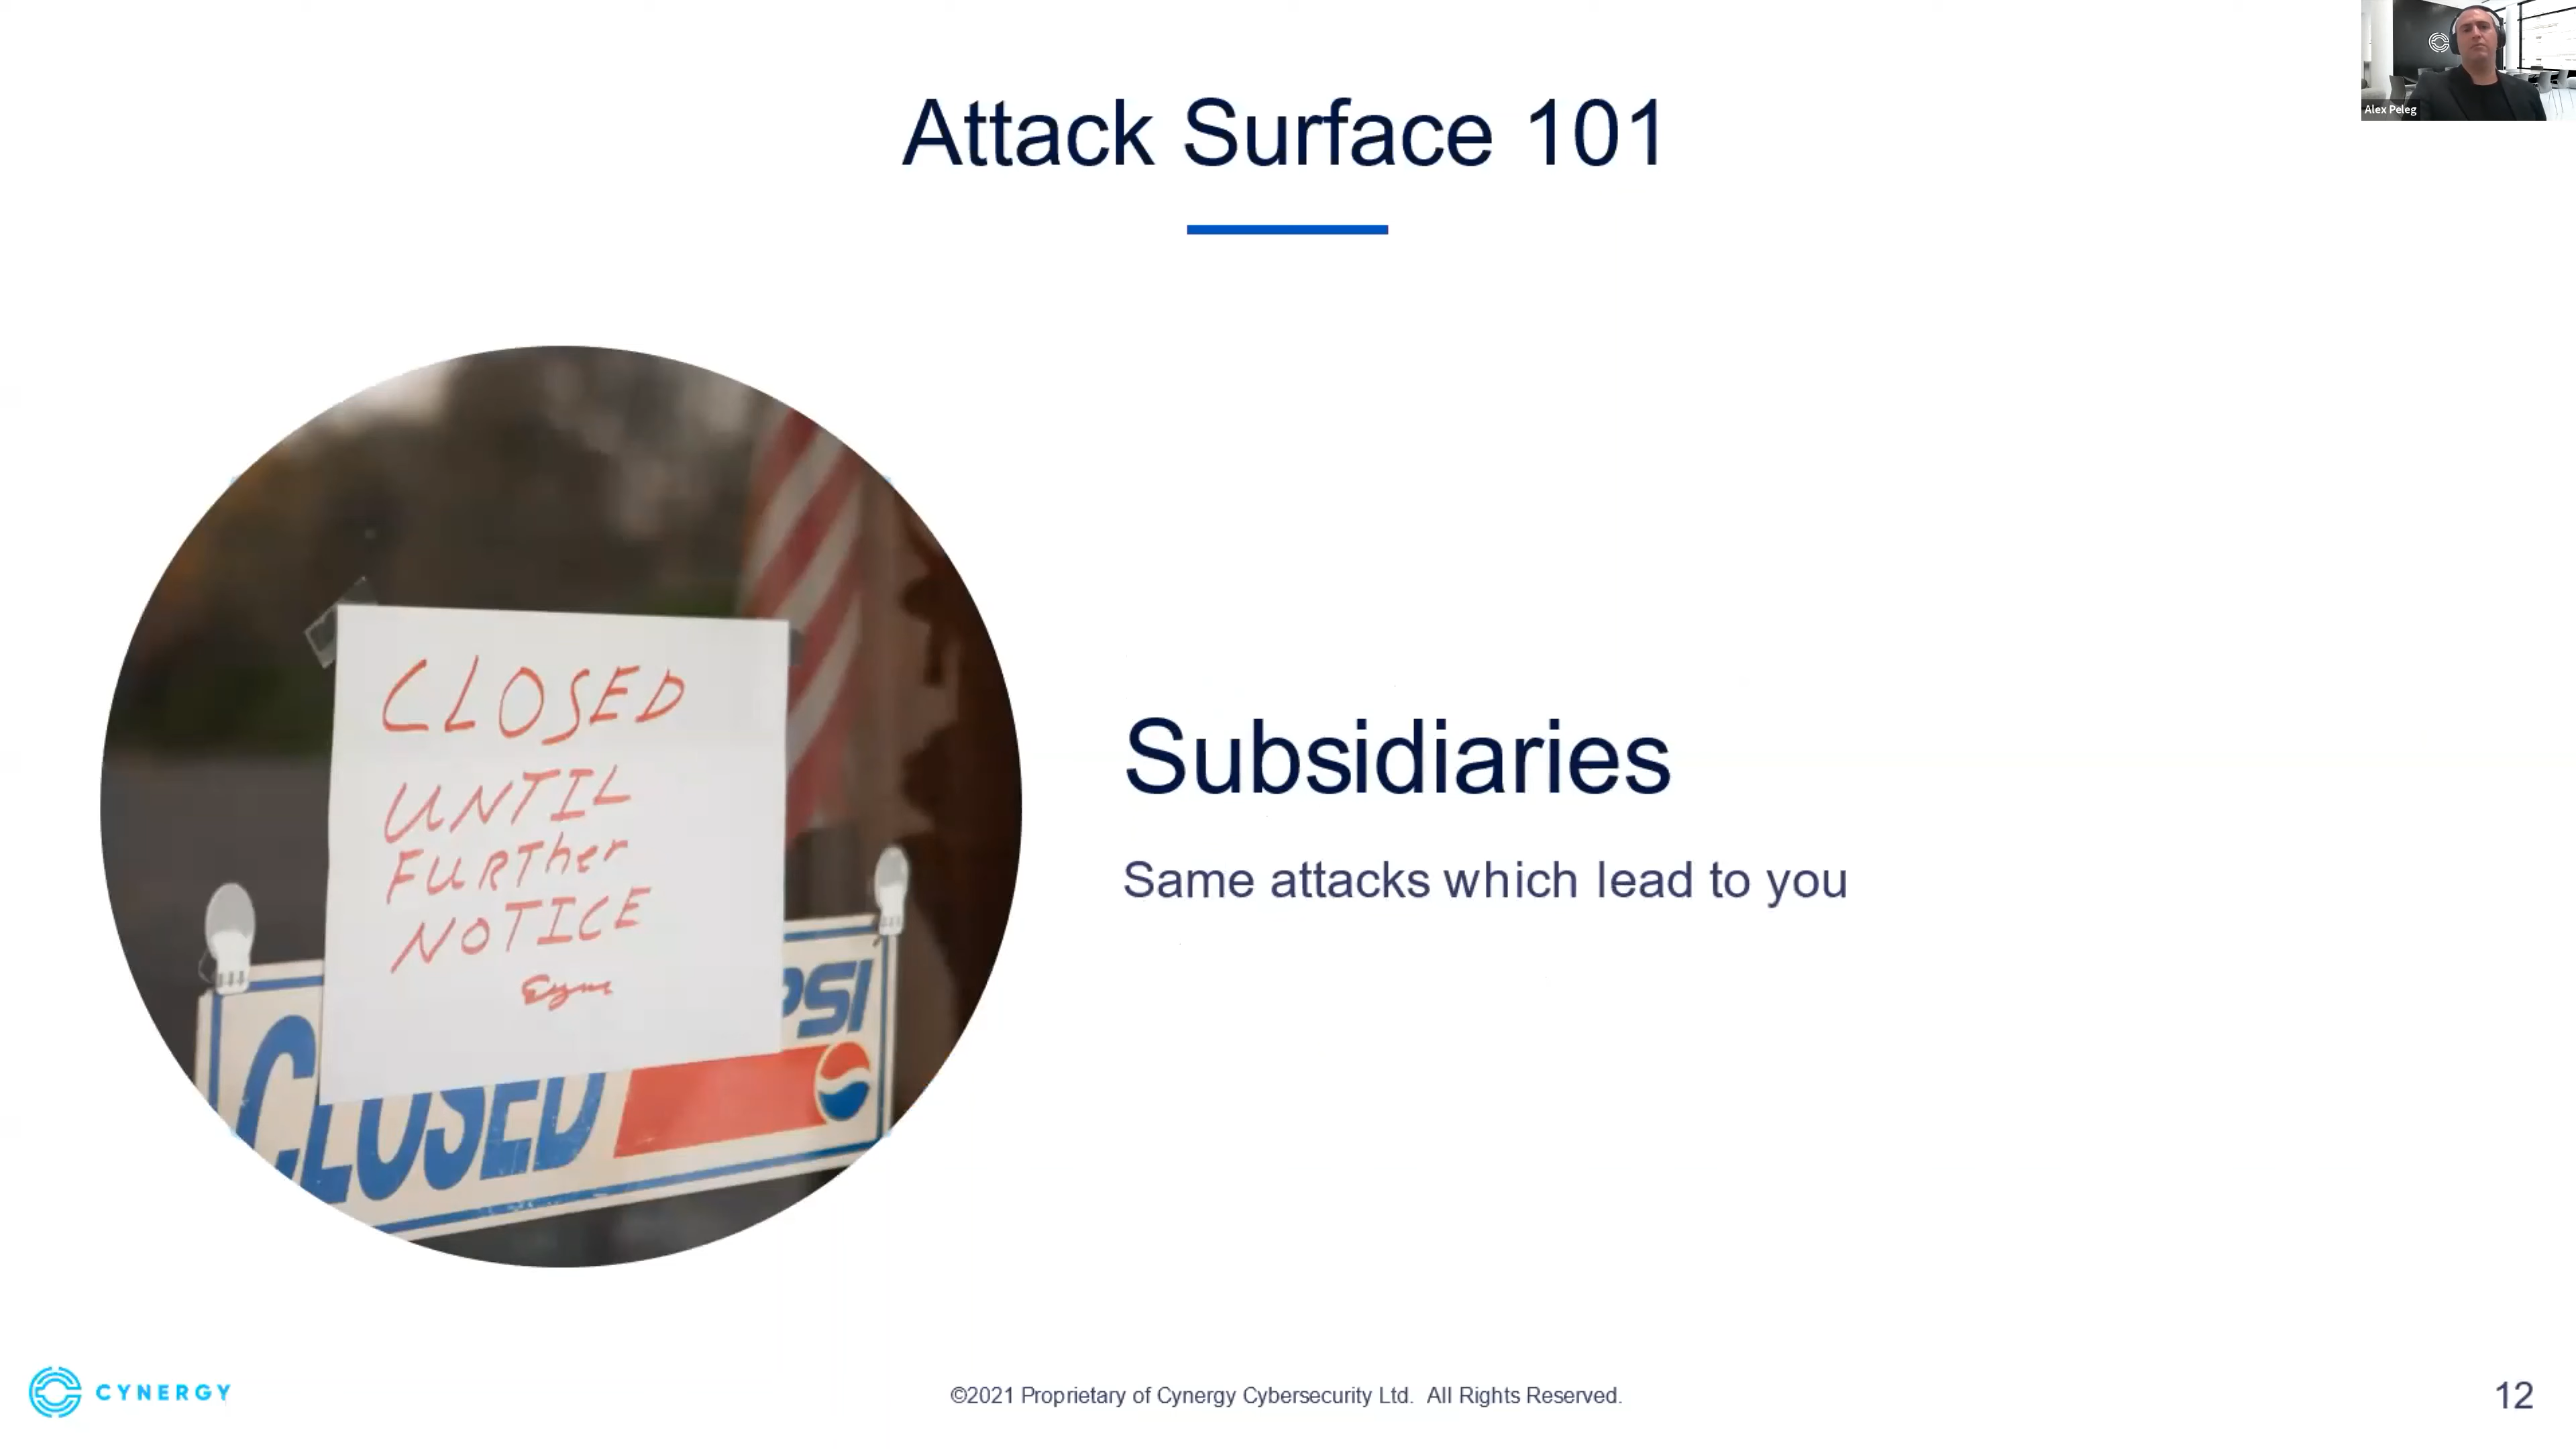 Attack Surface 101
Alex Peleg
CLOSED
UNTIL
FURTher
NOTICE
PSI
CLOSED
Subsidiaries
Same attacks which lead to you
CYNERGY
©2021 Proprietary of Cynergy Cybersecurity Ltd. All Rights Reserved.
12